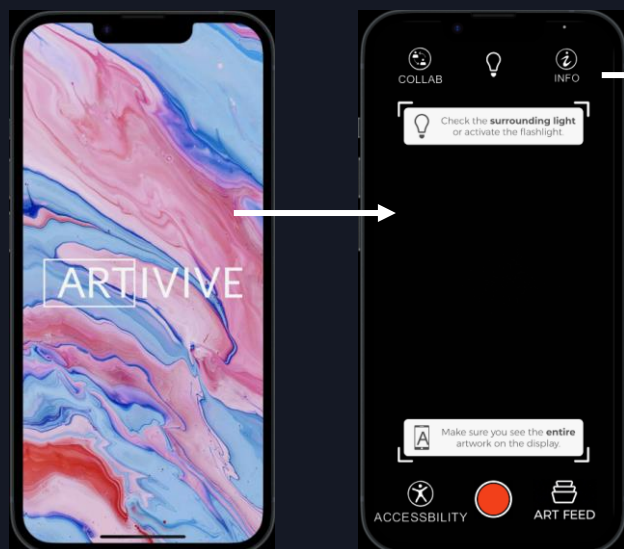 ARTIVIVE
COLLAB
INFO
Check the surrounding light
or activate the flashlight.
A
Make sure you see the entire
artwork on the display.
ACCESSBILITY
ART FEED